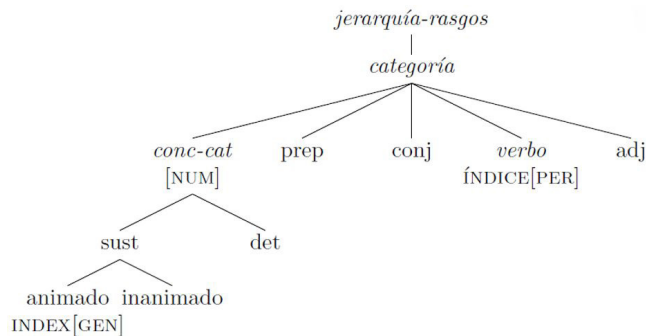 jerarquía-rasgos
categoría
conc-cat prep conj verbo adj
[NUM] ÍNDICE[PER]
sust det
animado inanimado
INDEX[GEN]